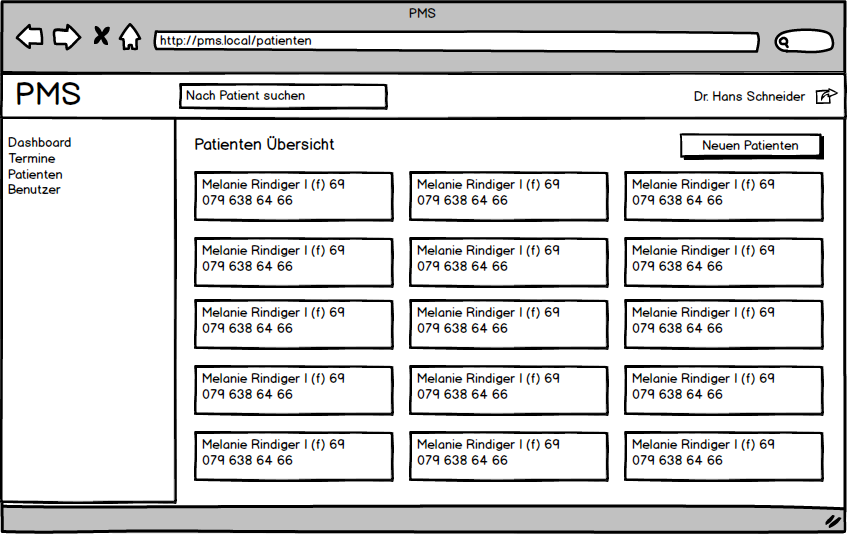 PMS
http://pms.local/patienten
PMS
Nach Patient suchen
Dr. Hans Schneider
Dashboard
Termine
Patienten
Benutzer
Patienten Übersicht
Neuen Patienten
Melanie Rindiger | (f) 69
079 638 64 66
Melanie Rindiger | (f) 69
079 638 64 66
Melanie Rindiger | (f) 69
079 638 64 66
Melanie Rindiger | (f) 69
079 638 64 66
Melanie Rindiger | (f) 69
079 638 64 66
Melanie Rindiger | (f) 69
079 638 64 66
Melanie Rindiger | (f) 69
079 638 64 66
Melanie Rindiger | (f) 69
079 638 64 66
Melanie Rindiger | (f) 69
079 638 64 66
Melanie Rindiger | (f) 69
079 638 64 66
Melanie Rindiger | (f) 69
079 638 64 66
Melanie Rindiger | (f) 69
079 638 64 66
Melanie Rindiger | (f) 69
079 638 64 66
Melanie Rindiger | (f) 69
079 638 64 66
Melanie Rindiger | (f) 69
079 638 64 66